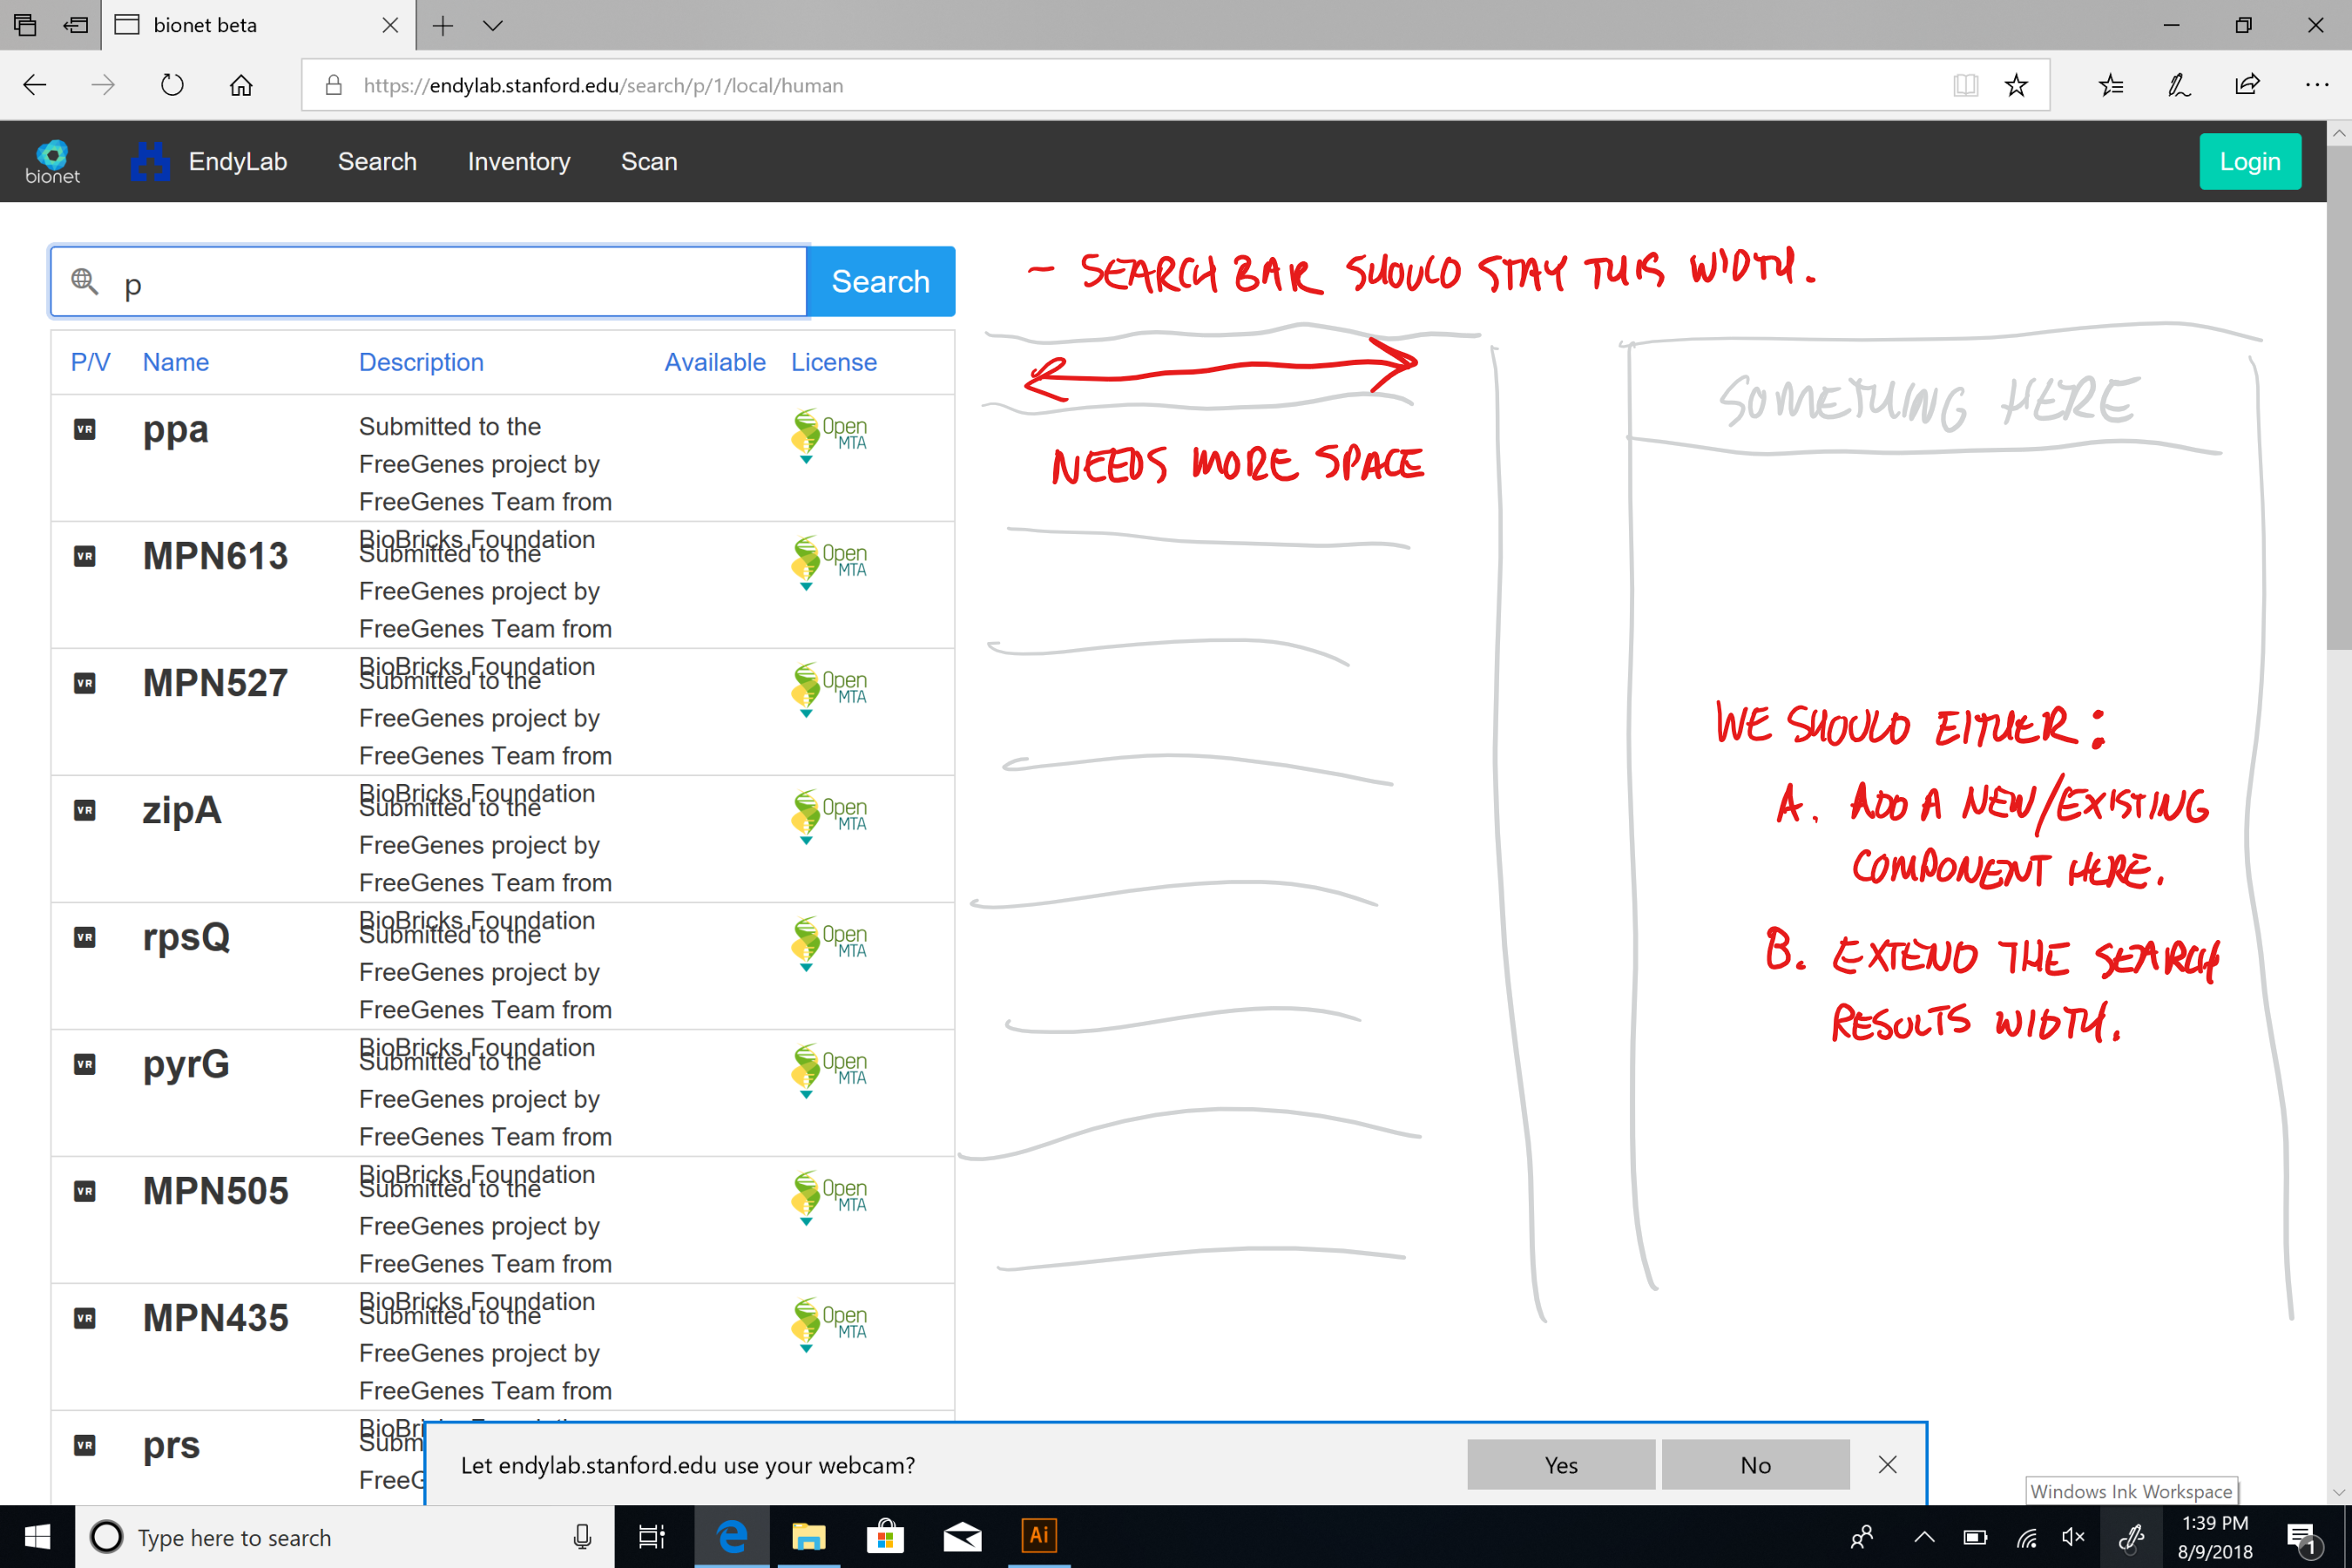 bionet beta
https://endylab.stanford.edu/search/p/1/local/human
bionet
EndyLab
Search
Inventory
Scan
Login
p
Search
~ SEARCH BAR SHOULD STAY THIS WIDTH.
P/V Name Description Available License
SOMETHING HERE
NEEDS MORE SPACE
VR ppa
Submitted to the
FreeGenes project by
FreeGenes Team from
BioBricks Foundation
Open
MTA
VR MPN613
Submitted to the
FreeGenes project by
FreeGenes Team from
BioBricks Foundation
Open
MTA
VR MPN527
Submitted to the
FreeGenes project by
FreeGenes Team from
BioBricks Foundation
Open
MTA
VR zipA
Submitted to the
FreeGenes project by
FreeGenes Team from
BioBricks Foundation
Open
MTA
VR rpsQ
Submitted to the
FreeGenes project by
FreeGenes Team from
BioBricks Foundation
Open
MTA
VR pyrG
Submitted to the
FreeGenes project by
FreeGenes Team from
BioBricks Foundation
Open
MTA
VR MPN505
Submitted to the
FreeGenes project by
FreeGenes Team from
BioBricks Foundation
Open
MTA
VR MPN435
Submitted to the
FreeGenes project by
FreeGenes Team from
Open
MTA
VR prs
WE SHOULD EITHER:
A. ADD A NEW/EXISTING
COMPONENT HERE.
B. EXTEND THE SEARCH
RESULTS WIDTH.
Let endylab.stanford.edu use your webcam?
Yes
No
Windows Ink Workspace
Type here to search
Ai
1:39 PM
8/9/2018
1